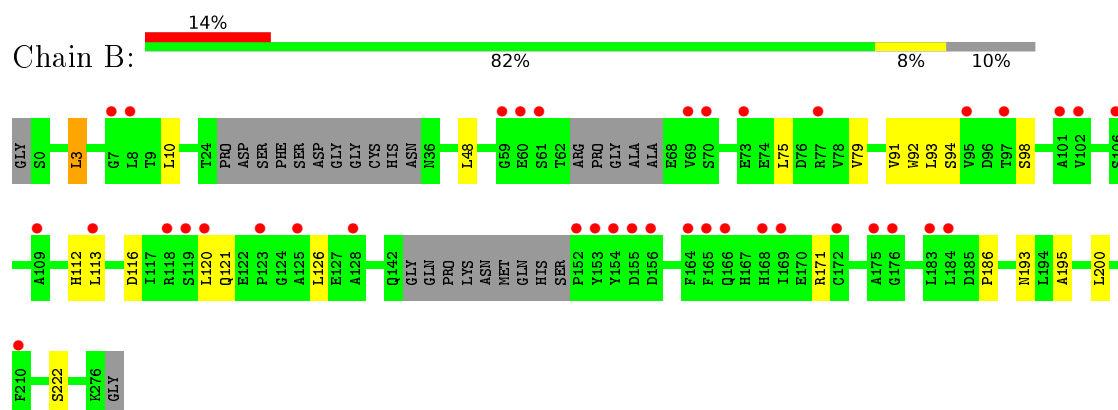 14%
Chain B:
82% 8% 10%
GLY S0 L3 G7 L8 T9 L10 T24 PRO ASP SER PHE SER ASP GLY GLY CYS HIS ASN N36 L48 G59 E60 S61 T62 ARG PRO GLY ALA ALA E68 V69 S70 E73 E74 L75 D76 R77 V78 V79 V91 W92 L93 S94 V95 D96 T97 S98 A101 V102 S106
A109 H112 L113 D116 I117 R118 S119 L120 Q121 E122 P123 G124 A125 L126 E127 A128 Q142 GLY GLN PRO LYS ASN MET GLN HIS SER P152 Y153 Y154 D155 D156 F164 F165 Q166 H167 H168 I169 E170 R171 C172 A175 G176 L183 L184 D185 P186 N193 L194 A195 L200
F210 S222 K276 GLY